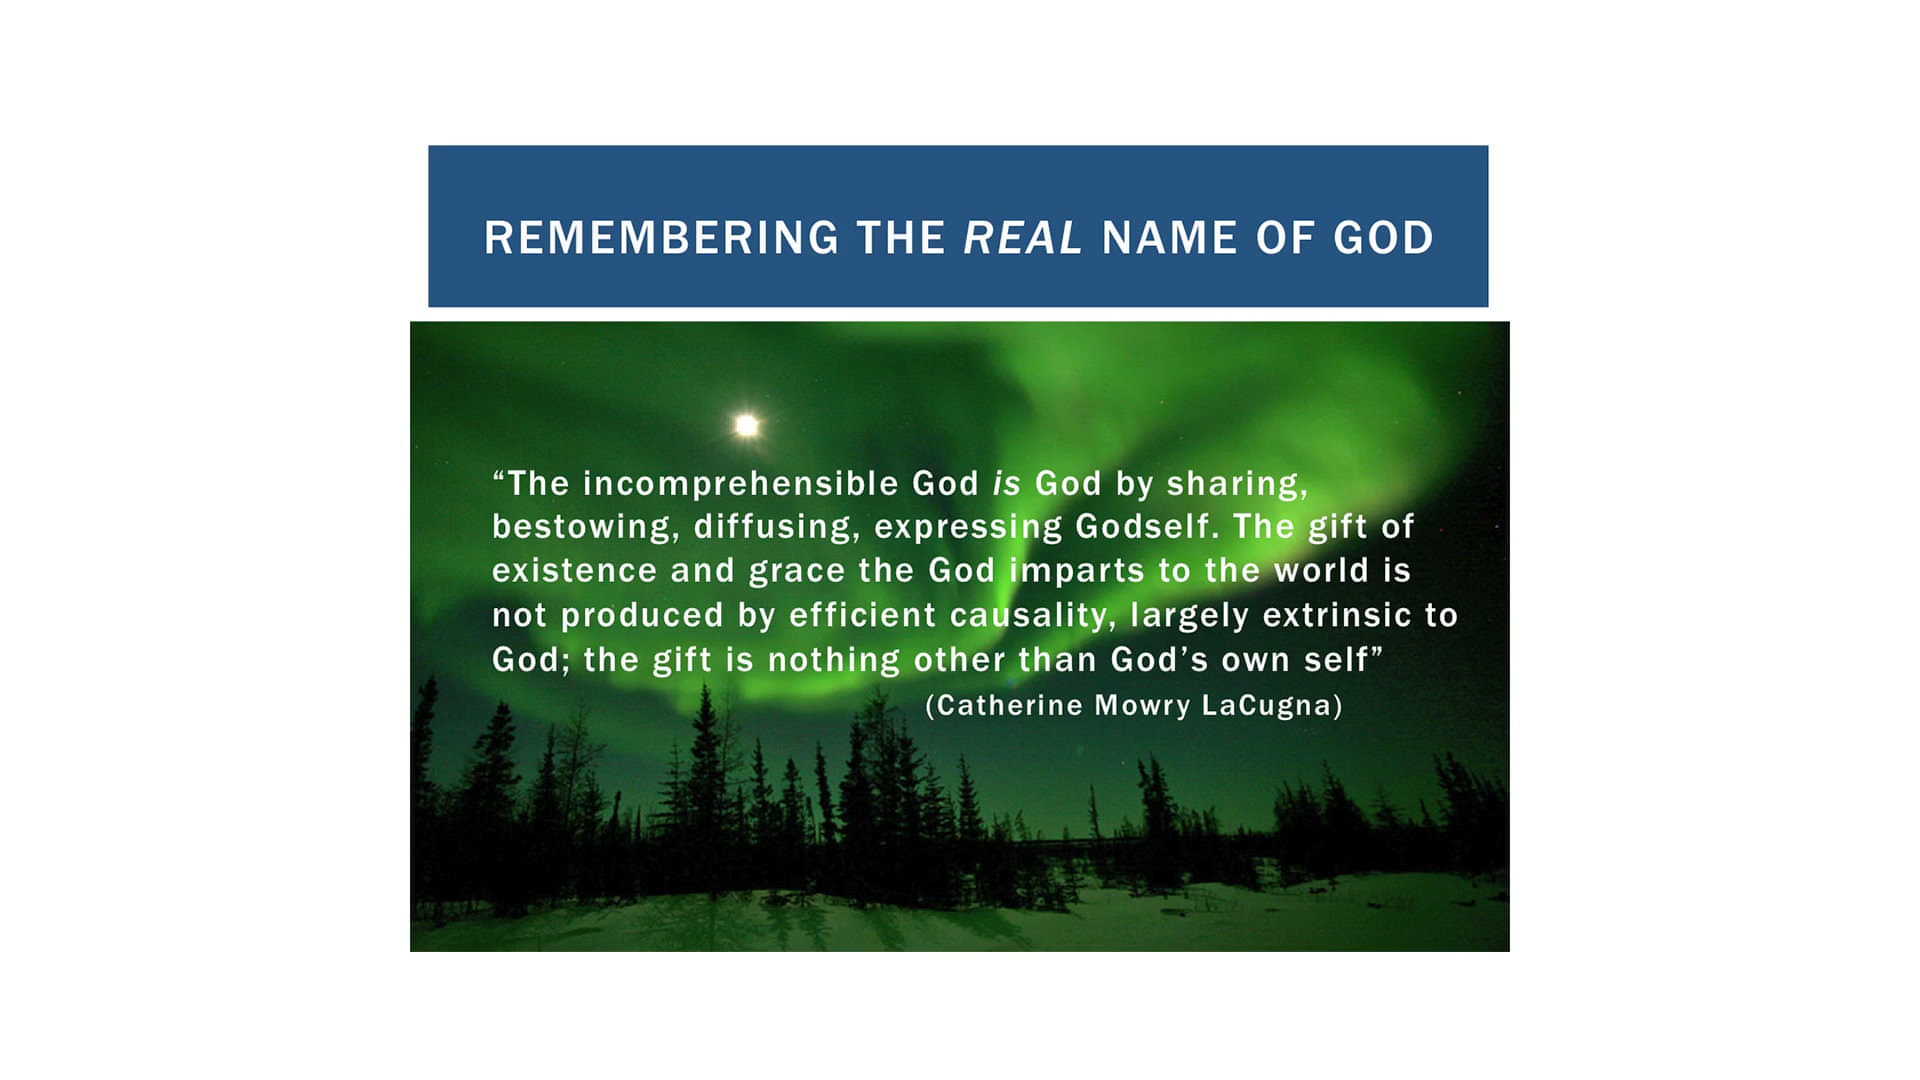 REMEMBERING THE REAL NAME OF GOD
“The incomprehensible God is God by sharing,
bestowing, diffusing, expressing Godself. The gift of
existence and grace the God imparts to the world is
not produced by efficient causality, largely extrinsic to
God; the gift is nothing other than God’s own self”
(Catherine Mowry LaCugna)